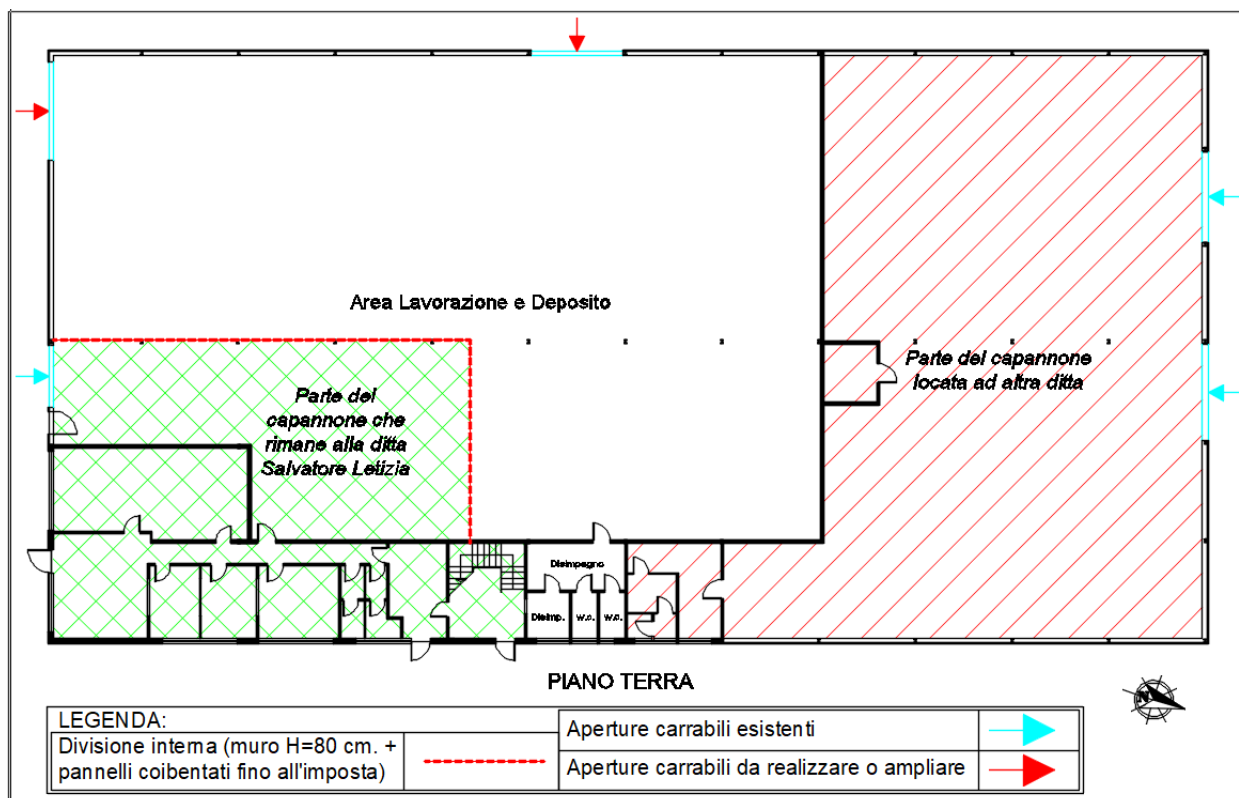 Area Lavorazione e Deposito
Parte del capannone
locata ad altra ditta
Parte del
capannone che
rimane alla ditta
Salvatore Letizia
Disimpegno
Disimp.
w.c.
w.c.
PIANO TERRA
N
LEGENDA:
Divisione interna (muro H=80 cm. +
pannelli coibentati fino all'imposta)
Aperture carrabili esistenti
Aperture carrabili da realizzare o ampliare